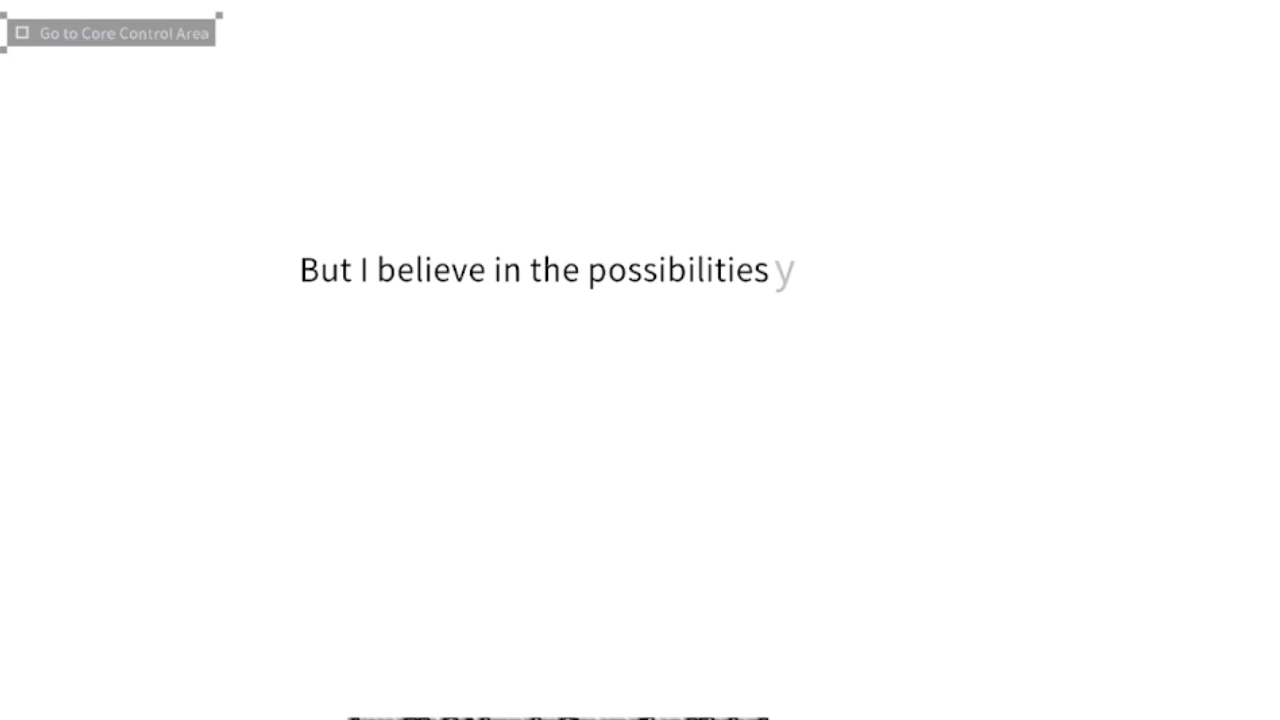 Go to Core Control Area
But I believe in the possibilities y